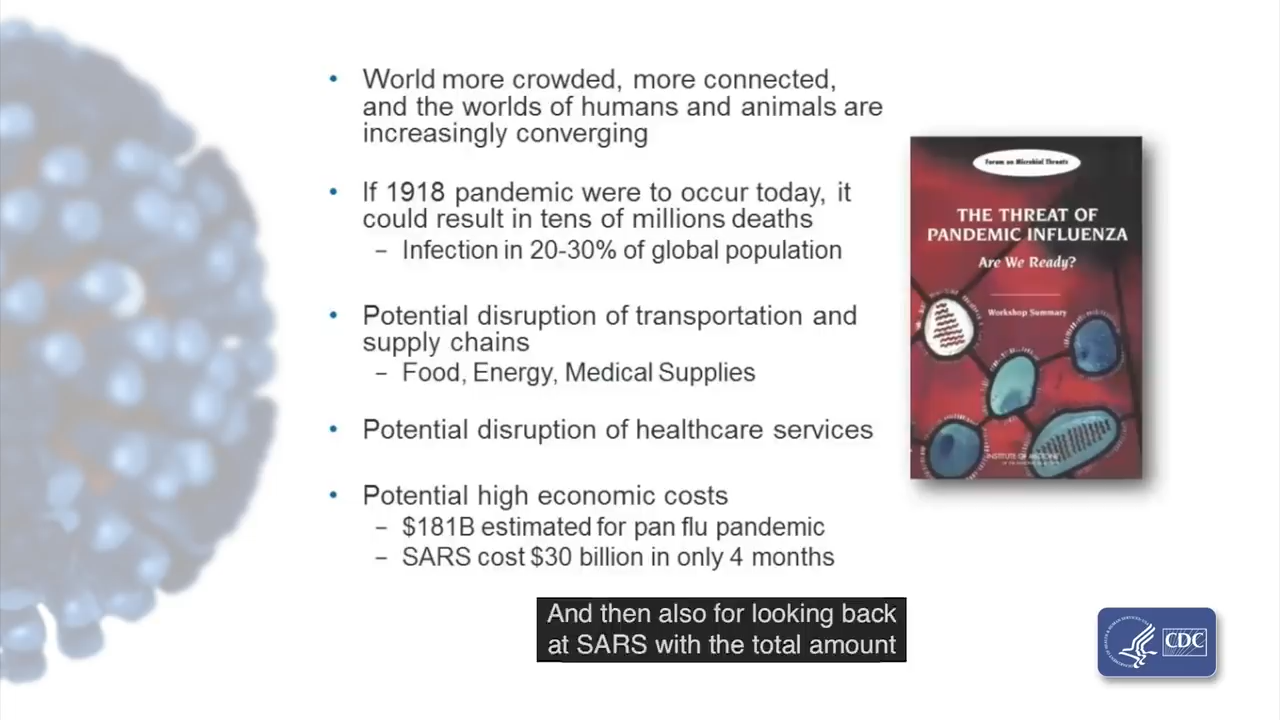 • World more crowded, more connected,
and the worlds of humans and animals are
increasingly converging
• If 1918 pandemic were to occur today, it
could result in tens of millions deaths
– Infection in 20-30% of global population
• Potential disruption of transportation and
supply chains
– Food, Energy, Medical Supplies
• Potential disruption of healthcare services
• Potential high economic costs
– $181B estimated for pan flu pandemic
– SARS cost $30 billion in only 4 months
Forum on Microbial Threats
THE THREAT OF
PANDEMIC INFLUENZA
Are We Ready?
Workshop Summary
INSTITUTE OF MEDICINE
And then also for looking back
at SARS with the total amount
CDC